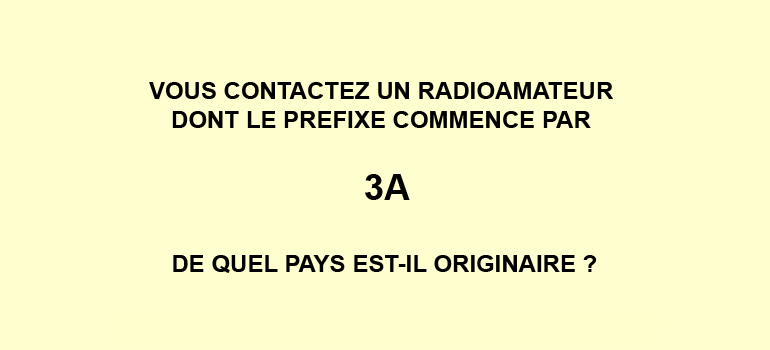 VOUS CONTACTEZ UN RADIOAMATEUR
DONT LE PREFIXE COMMENCE PAR
3A
DE QUEL PAYS EST-IL ORIGINAIRE ?